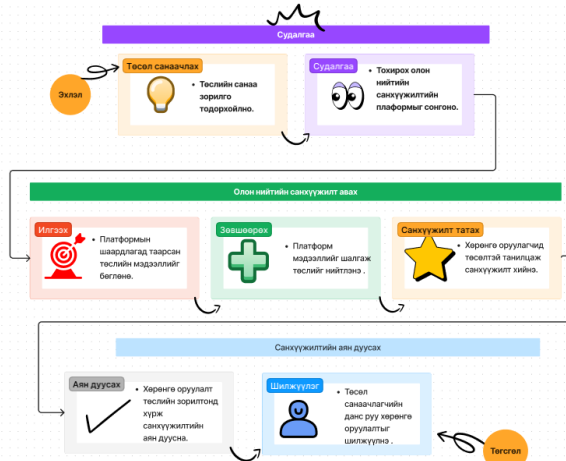 Судалгаа
Эхлэл
Төсөл санаачлах
Төслийн санаа
зорилго
тодорхойлно.
Судалгаа
Тохирох олон
нийтийн
санхүүжилтийн
плаформыг сонгоно.
Олон нийтийн санхүүжилт авах
Илгээх
Платформын
шаардлагад таарсан
төслийн мэдээллийг
бөглөнө.
Зөвшөөрөх
Платформ
мэдээллийг шалгаж
төслийг нийтлэнэ .
Санхүүжилт татах
Хөрөнгө оруулагчид
төсөлтэй танилцаж
санхүүжилт хийнэ.
Санхүүжилтийн аян дуусах
Аян дуусах
Хөрөнгө оруулалт
төслийн зорилтонд
хүрж
санхүүжилтийн
аян дуусна.
Шилжүүлэг
Төсөл
санаачлагчийн
данс руу хөрөнгө
оруулалтыг
шилжүүлнэ .
Төгсгөл